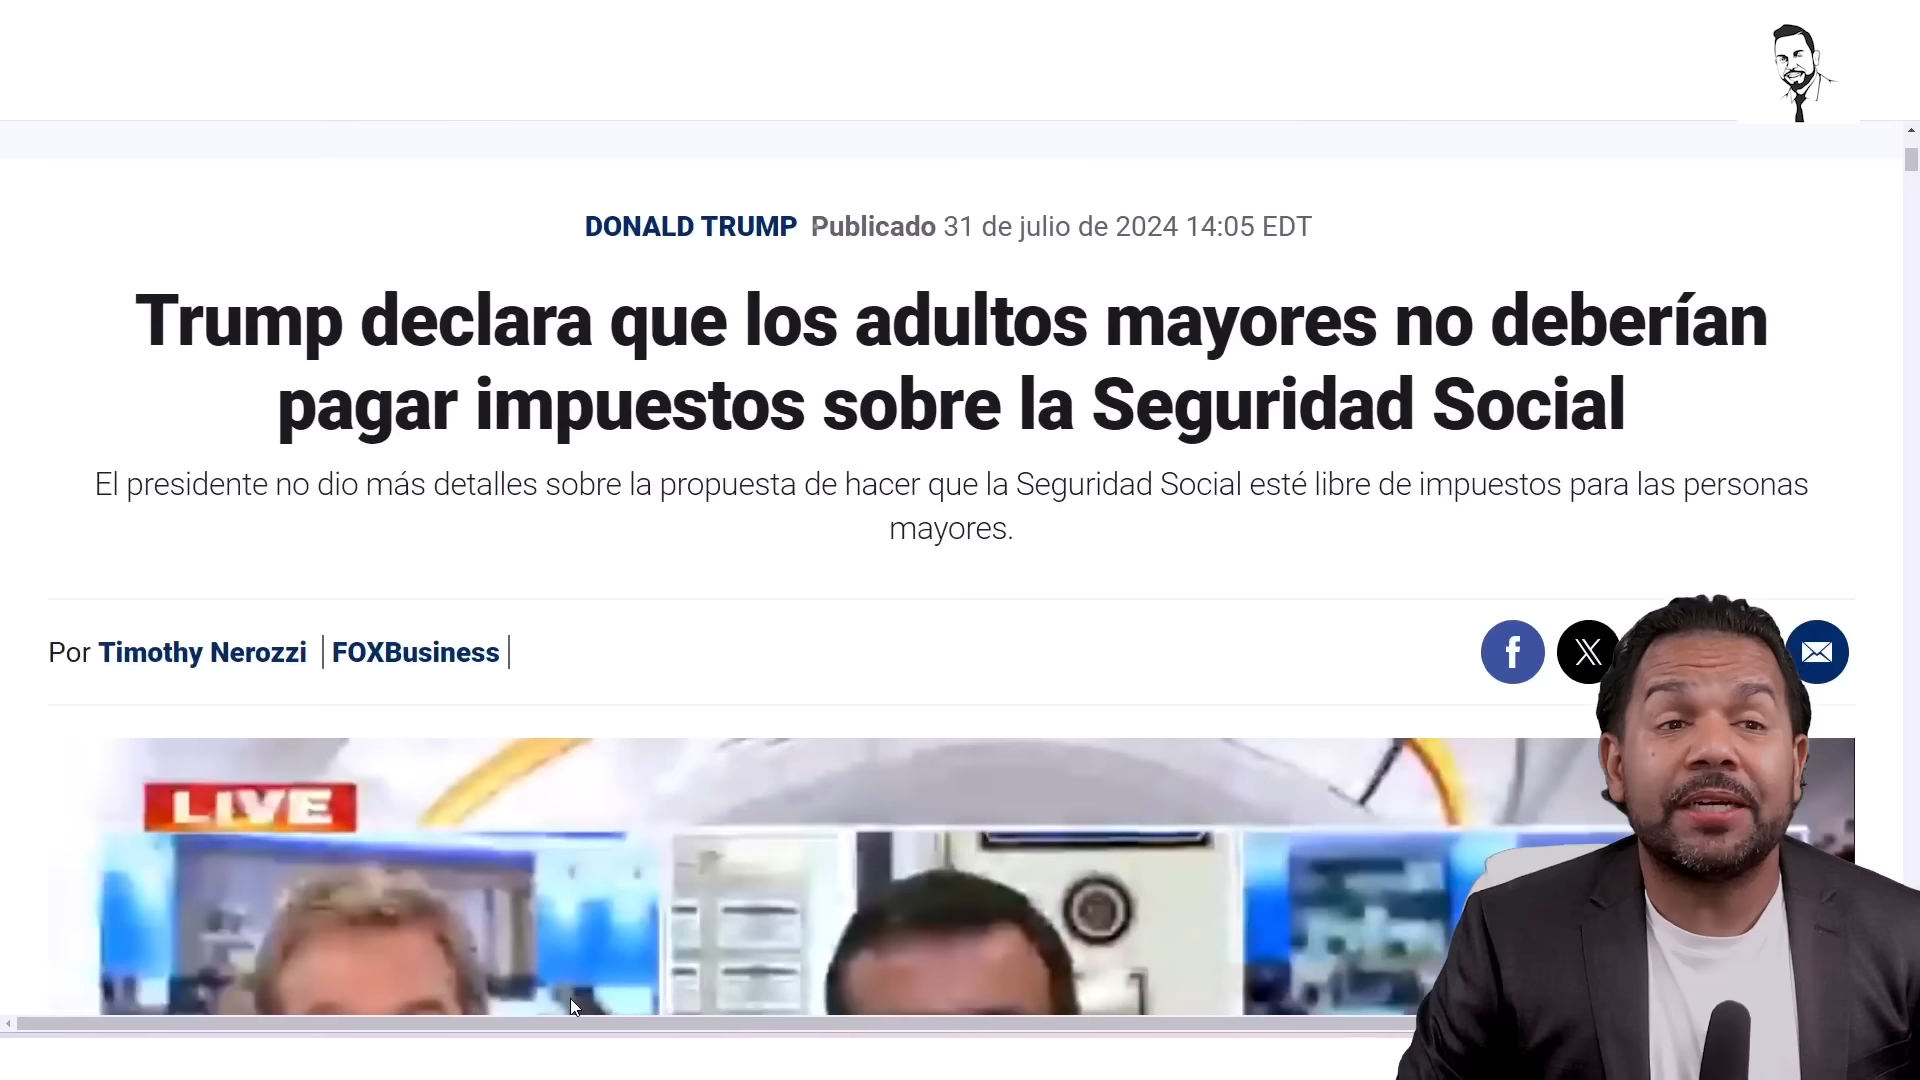 DONALD TRUMP Publicado 31 de julio de 2024 14:05 EDT
Trump declara que los adultos mayores no deberían
pagar impuestos sobre la Seguridad Social
El presidente no dio más detalles sobre la propuesta de hacer que la Seguridad Social esté libre de impuestos para las personas
mayores.
Por Timothy Nerozzi | FOXBusiness |
LIVE